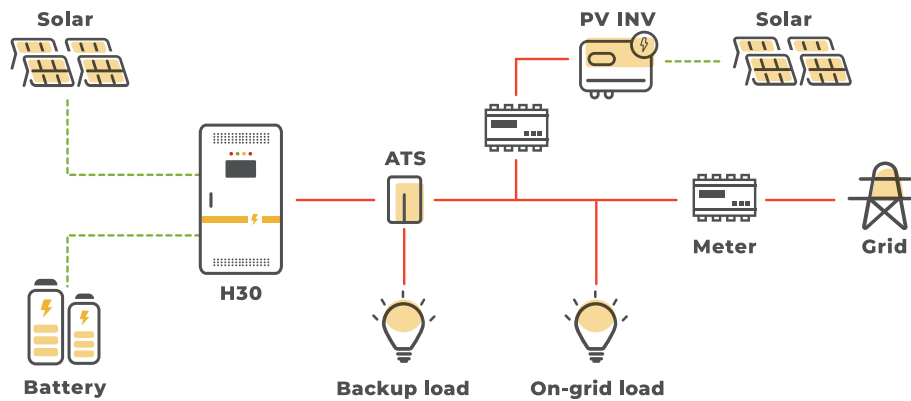 Solar
PV INV
Solar
ATS
Meter
Grid
H30
Battery
Backup load
On-grid load